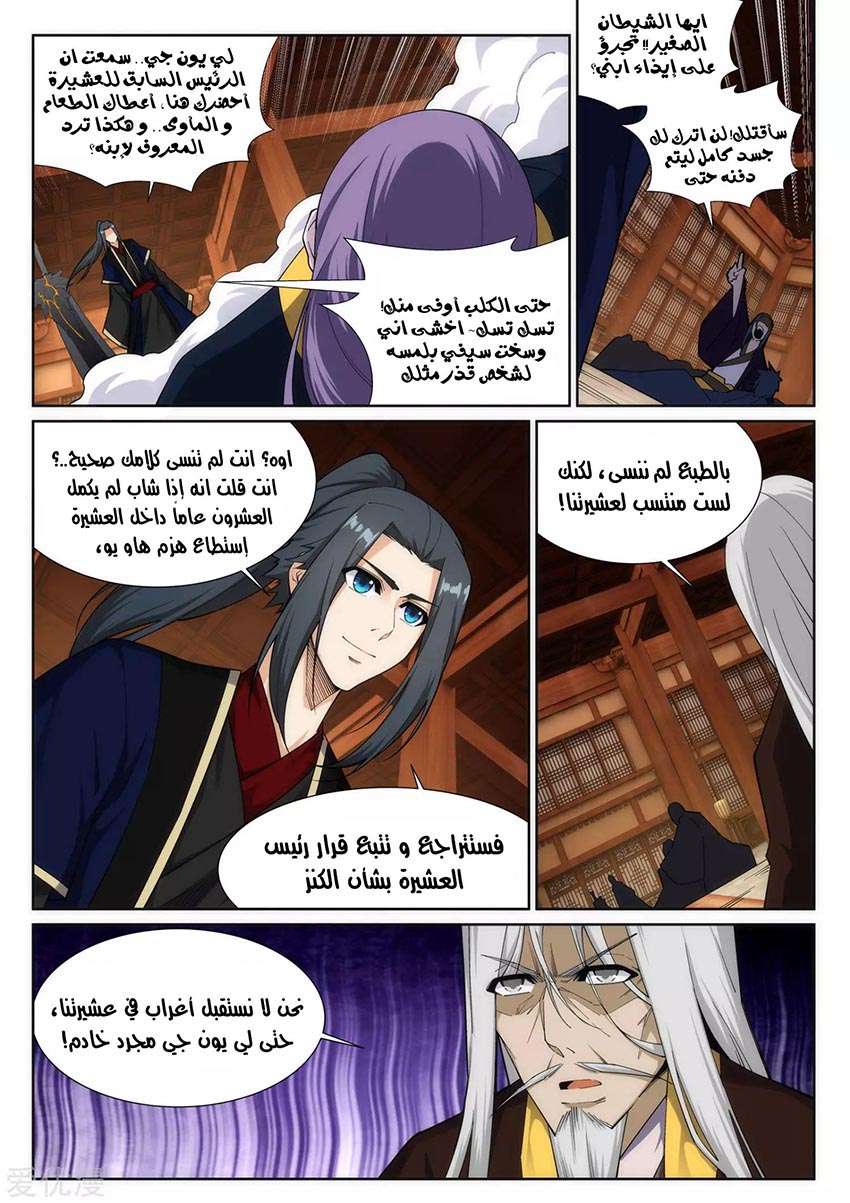 ايها الشيطان
الصغير!! تجرؤ
على إيذاء ابني؟
سأقتلك! لن اترك لك
جسد كامل ليتم
دفنه حتى
لي يون جي.. سمعت ان
الرئيس السابق للعشيرة
أحضرك هنا، أعطاك الطعام
و المأوى.. و هكذا ترد
المعروف لإبنه؟
حتى الكلب أوفى منك!
تسك تسك~ اخشى اني
وسخت سيفي بلمسه
لشخص قذر مثلك
بالطبع لم ننسى، لكنك
لست منتسب لعشيرتنا!
اوه؟ انت لم تنسى كلامك صحيح..؟
انت قلت انه إذا شاب لم يكمل
العشرون عاماً داخل العشيرة
إستطاع هزم هاو يو،
فستتراجع و تتبع قرار رئيس
العشيرة بشأن الكنز
نحن لا نستقبل أغراب في عشيرتنا،
حتى لي يون جي مجرد خادم!
爱优漫